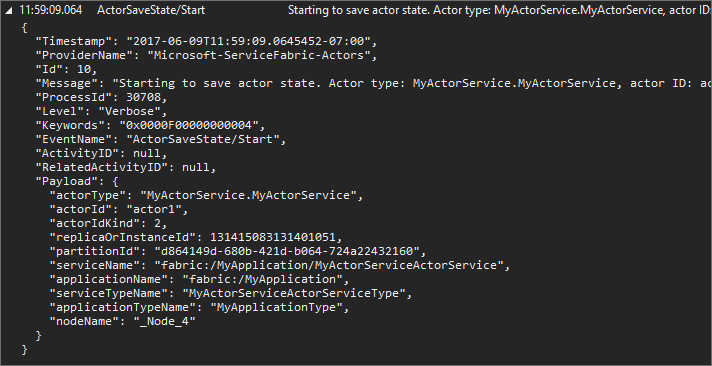 11:59:09.064 ActorSaveState/Start Starting to save actor state. Actor type: MyActorService.MyActorService, actor ID:
{
"Timestamp": "2017-06-09T11:59:09.0645452-07:00",
"ProviderName": "Microsoft-ServiceFabric-Actors",
"Id": 10,
"Message": "Starting to save actor state. Actor type: MyActorService.MyActorService, actor ID: ac
"ProcessId": 30708,
"Level": "Verbose",
"Keywords": "0x0000F00000000004",
"EventName": "ActorSaveState/Start",
"ActivityID": null,
"RelatedActivityID": null,
"Payload": {
"actorType": "MyActorService.MyActorService",
"actorId": "actor1",
"actorIdKind": 2,
"replicaOrInstanceId": 131415083131401051,
"partitionId": "d864149d-680b-421d-b064-724a22432160",
"serviceName": "fabric:/MyApplication/MyActorServiceActorService",
"applicationName": "fabric:/MyApplication",
"serviceTypeName": "MyActorServiceActorServiceType",
"applicationTypeName": "MyApplicationType",
"nodeName": "_Node_4"
}
}